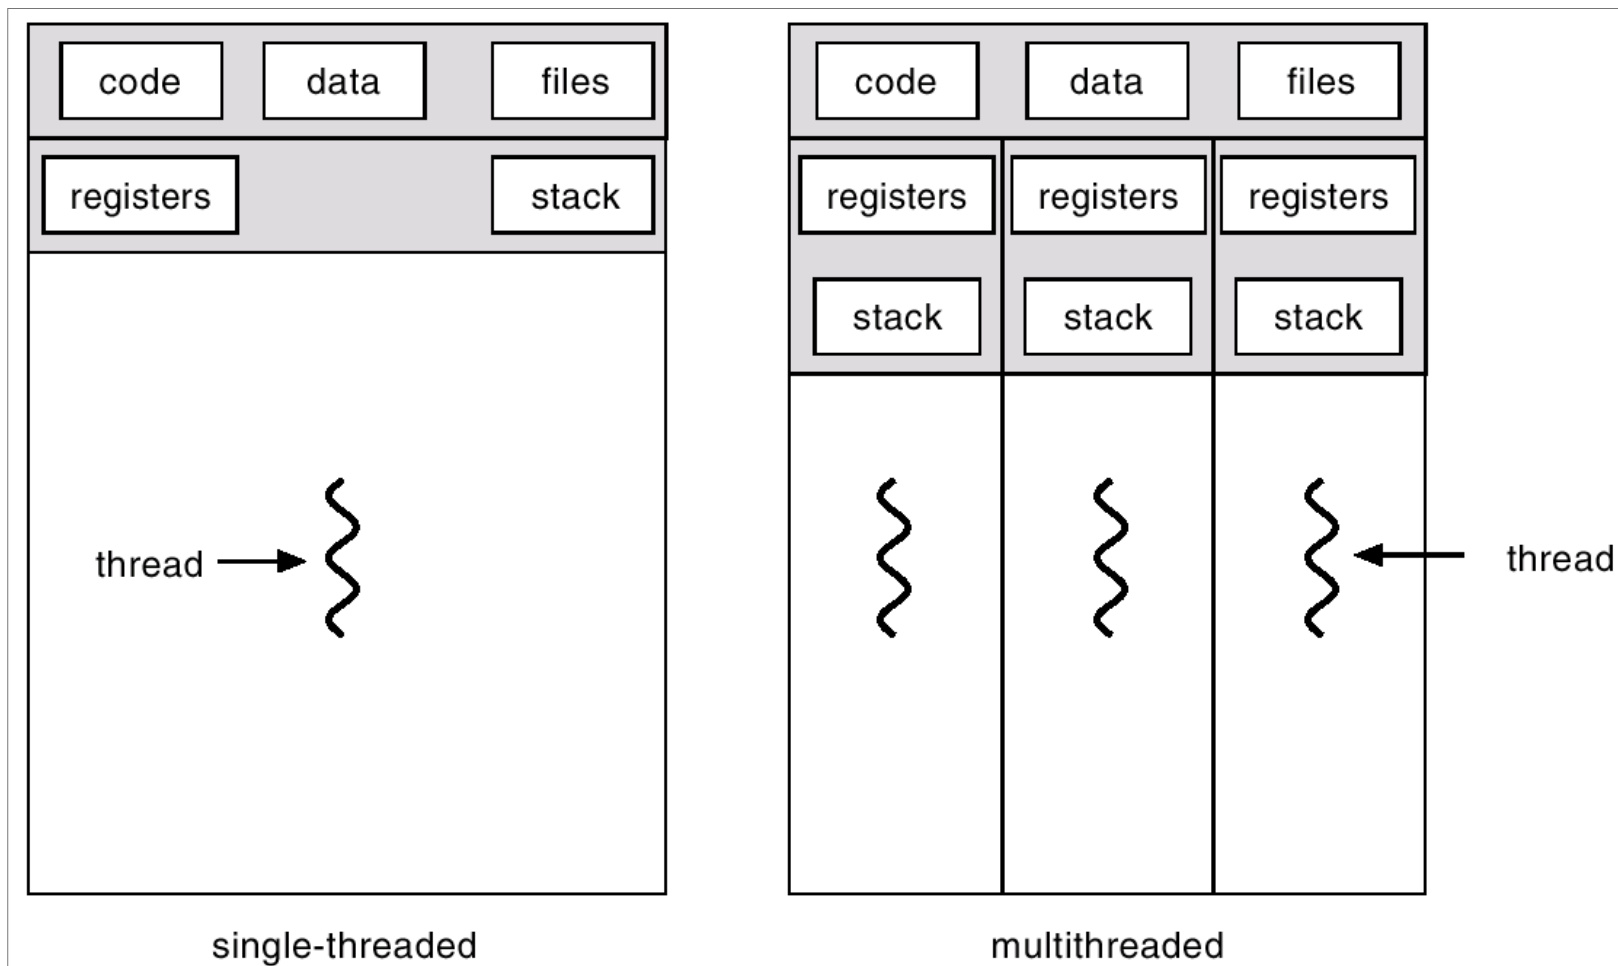 code data files
registers stack
thread
single-threaded
code data files
registers registers registers
stack stack stack
thread
multithreaded